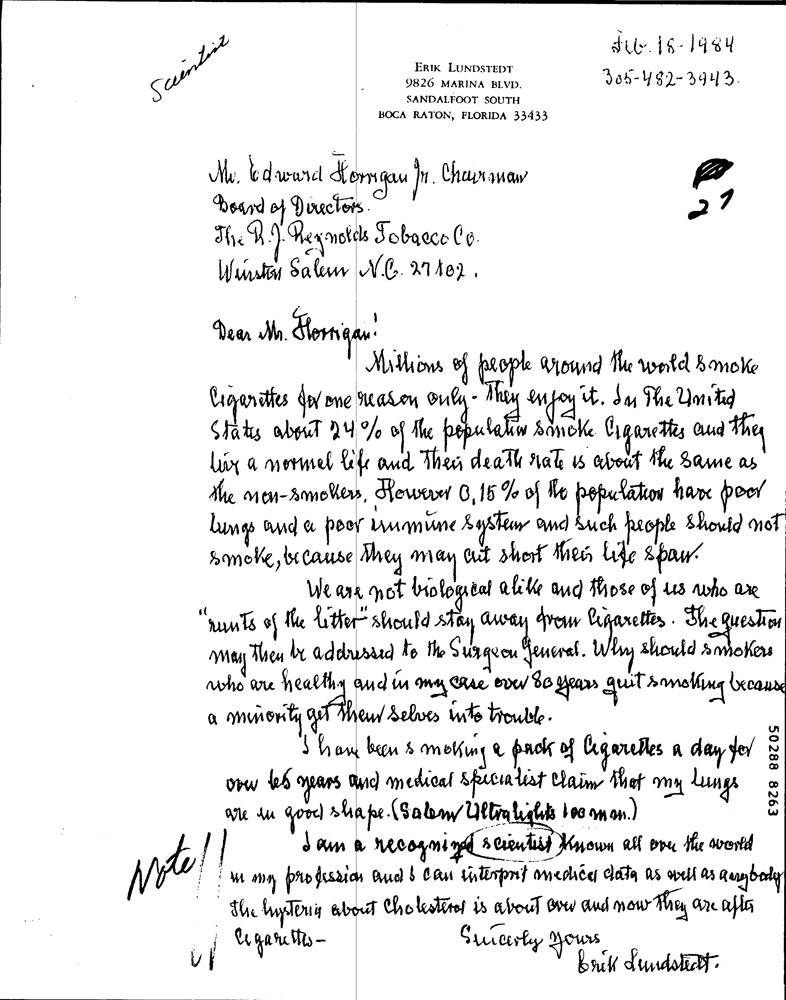 Scientist
Feb. 18-1984
305-482-3943.
ERIK LUNDSTEDT
9826 MARINA BLVD.
SANDALFOOT SOUTH
BOCA RATON, FLORIDA 33433
Mr. Edward Horrigan Jr. Chairman
27
Board of Directors.
The R.J. Reynolds Tobacco Co.
Winston Salem N.C. 27102.
Dear Mr. Horrigan!
Millions of people around the world smoke
Cigarettes for one reason only - They enjoy it. In The United
States about 24% of the population smoke Cigarettes and they
live a normal life and their death rate is about the same as
the non-smokers. However 0,15% of the population have poor
lungs and a poor immune system and such people should not
smoke, because they may cut short their life span.
We are not biological alike and those of us who are
"runts of the litter" should stay away from Cigarettes. The question
may then be addressed to the Surgeon General. Why should smokers
who are healthy and in my case over 80 years quit smoking because
a minority get them selves into trouble.
I have been smoking a pack of Cigarettes a day for
over 65 years and medical specialist claim that my lungs
are in good shape. (Salem Ultralights 100 mm.)
50288 8263
Note!!
I am a recognized scientist known all over the world
in my profession and I can interprit medical data as well as anybody
The hysteria about Cholesterol is about over and now they are after
Cigarettes-
Sincerly yours
Erik Lundstedt.